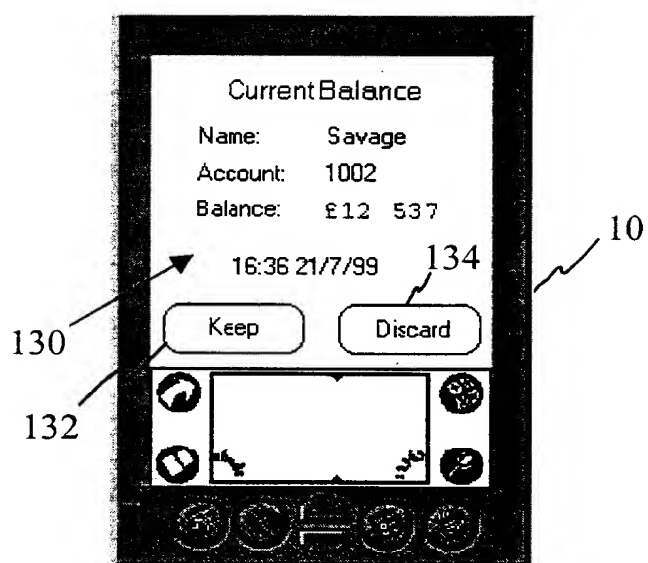 Current Balance
Name: Savage
Account: 1002
Balance: £12 537
16:36 21/7/99
134
10
Keep
Discard
130
132